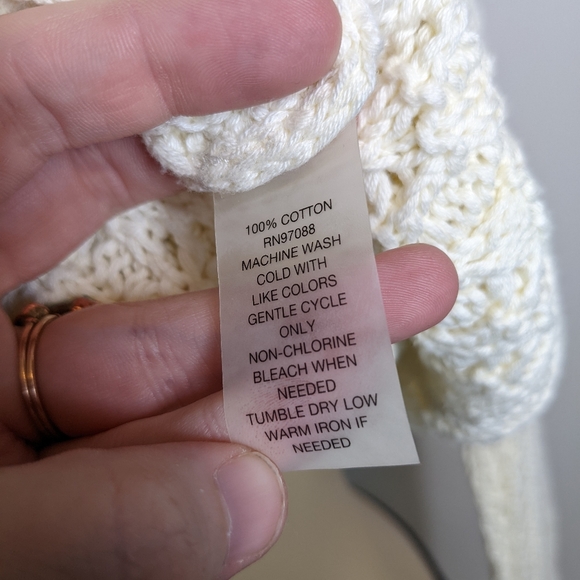 100% COTTON
RN97088
MACHINE WASH
COLD WITH
LIKE COLORS
GENTLE CYCLE
ONLY
NON-CHLORINE
BLEACH WHEN
NEEDED
TUMBLE DRY LOW
WARM IRON IF
NEEDED